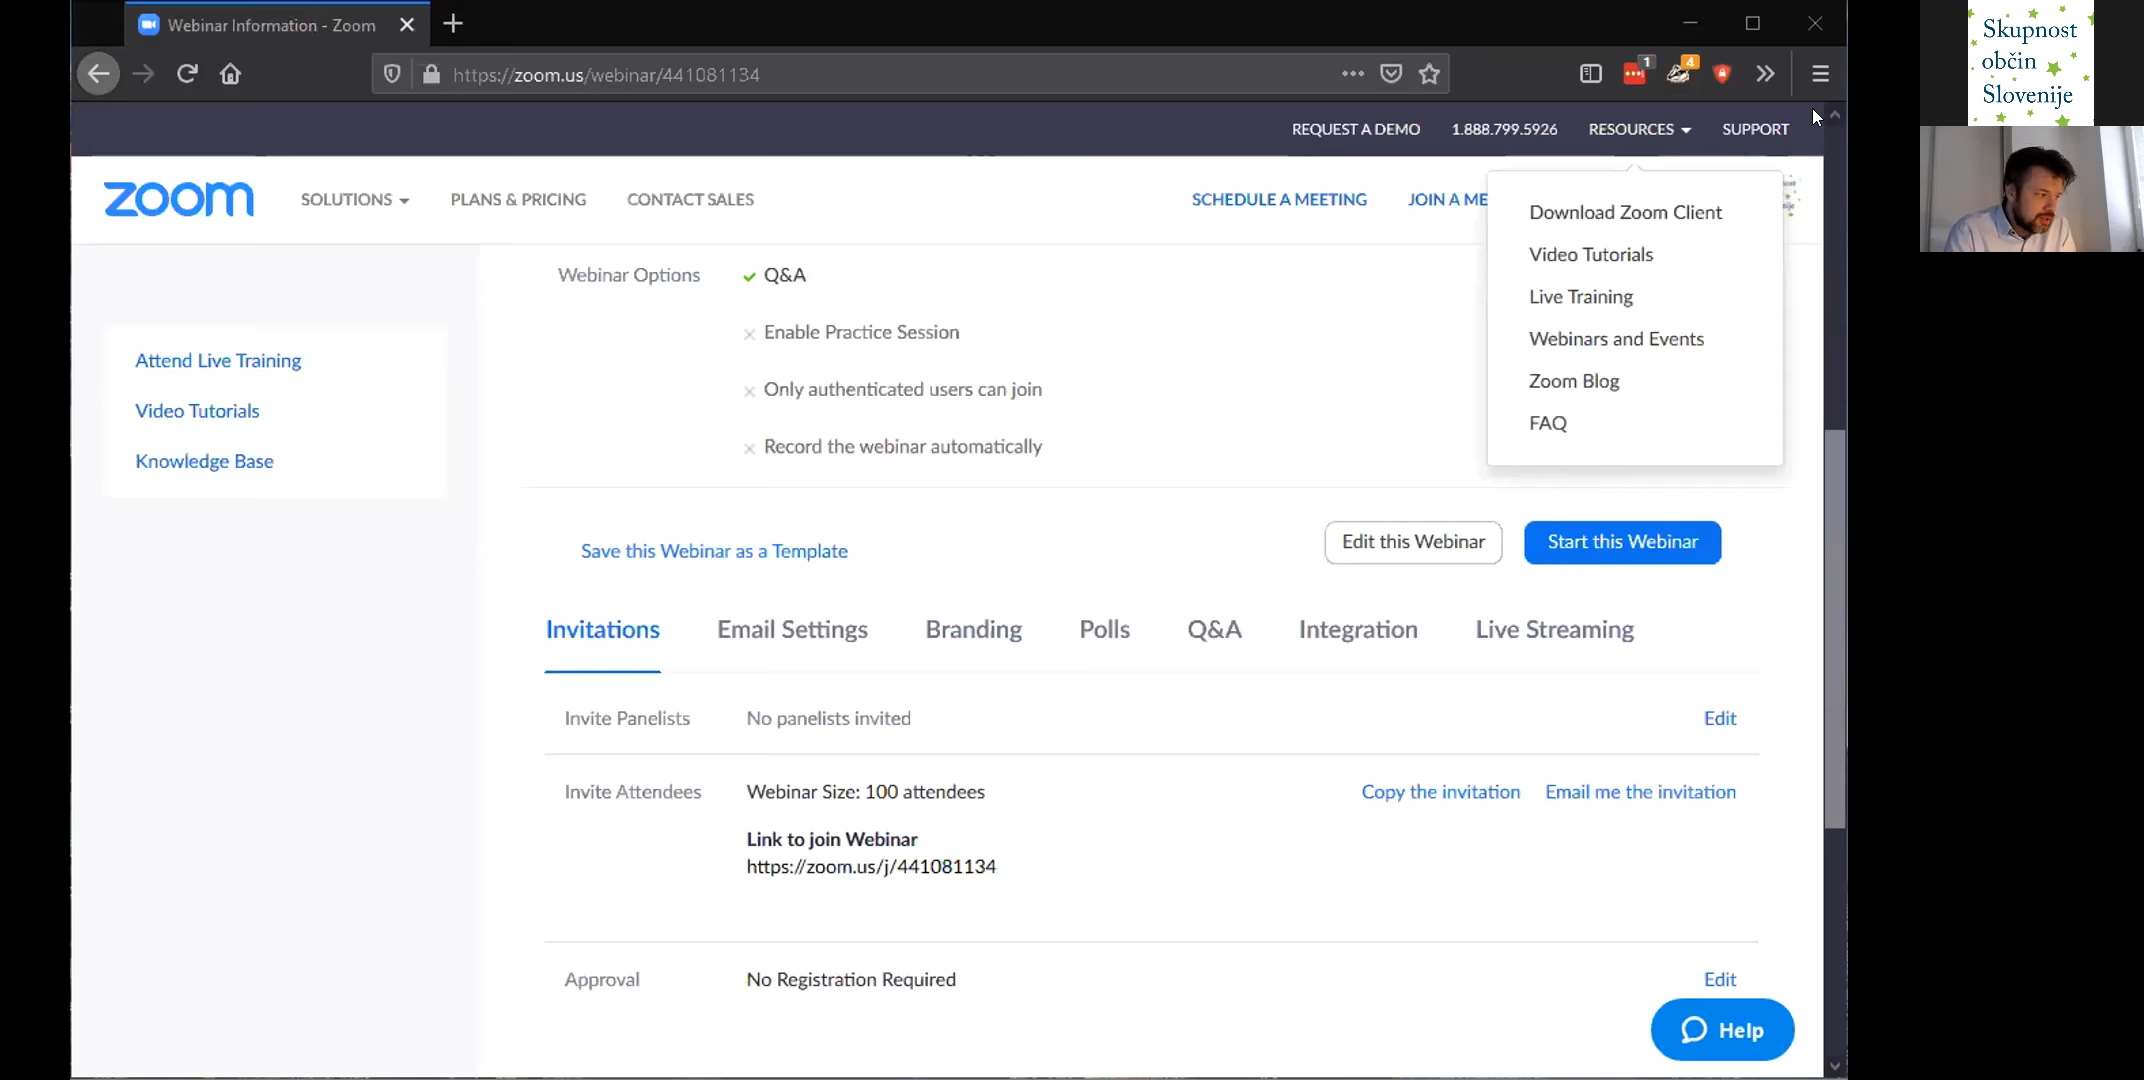 Webinar Information - Zoom
https://zoom.us/webinar/441081134
1
4
Skupnost
občin
Slovenije
REQUEST A DEMO 1.888.799.5926 RESOURCES SUPPORT
zoom SOLUTIONS PLANS & PRICING CONTACT SALES SCHEDULE A MEETING JOIN A ME
Download Zoom Client
Video Tutorials
Live Training
Webinars and Events
Zoom Blog
FAQ
Attend Live Training
Video Tutorials
Knowledge Base
Webinar Options Q&A
Enable Practice Session
Only authenticated users can join
Record the webinar automatically
Save this Webinar as a Template Edit this Webinar Start this Webinar
Invitations Email Settings Branding Polls Q&A Integration Live Streaming
Invite Panelists No panelists invited Edit
Invite Attendees Webinar Size: 100 attendees Copy the invitation Email me the invitation
Link to join Webinar
https://zoom.us/j/441081134
Approval No Registration Required Edit
Help